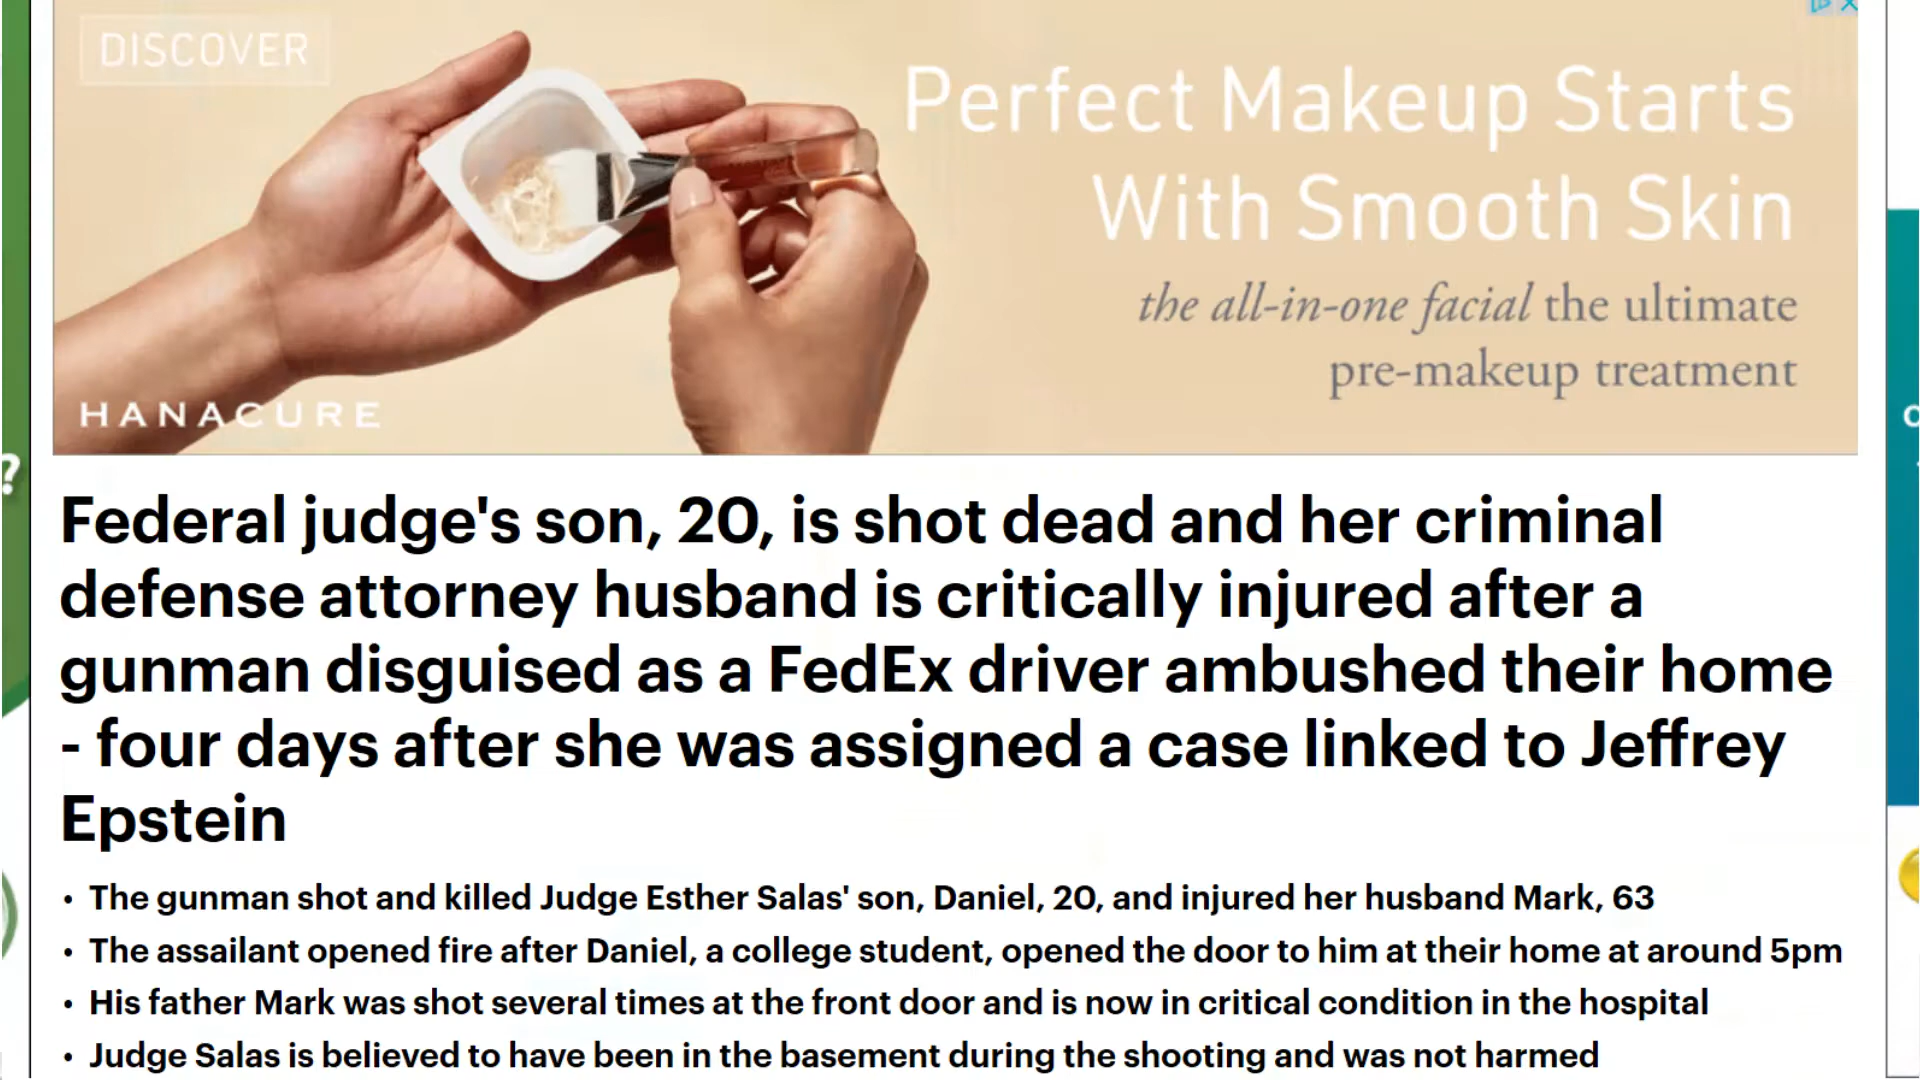 DISCOVER
Perfect Makeup Starts
With Smooth Skin
the all-in-one facial the ultimate
pre-makeup treatment
HANACURE
?
Federal judge's son, 20, is shot dead and her criminal
defense attorney husband is critically injured after a
gunman disguised as a FedEx driver ambushed their home
- four days after she was assigned a case linked to Jeffrey
Epstein
• The gunman shot and killed Judge Esther Salas' son, Daniel, 20, and injured her husband Mark, 63
• The assailant opened fire after Daniel, a college student, opened the door to him at their home at around 5pm
• His father Mark was shot several times at the front door and is now in critical condition in the hospital
• Judge Salas is believed to have been in the basement during the shooting and was not harmed